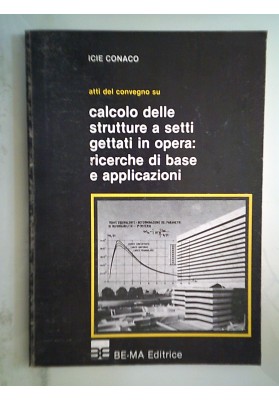 ICIE CONACO
atti del convegno su
calcolo delle
strutture a setti
gettati in opera:
ricerche di base
e applicazioni
BE-MA Editrice